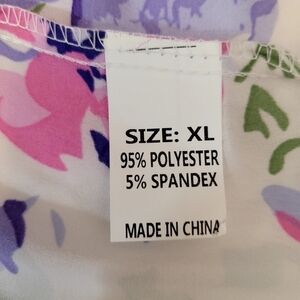 SIZE: XL
95% POLYESTER
5% SPANDEX
MADE IN CHINA